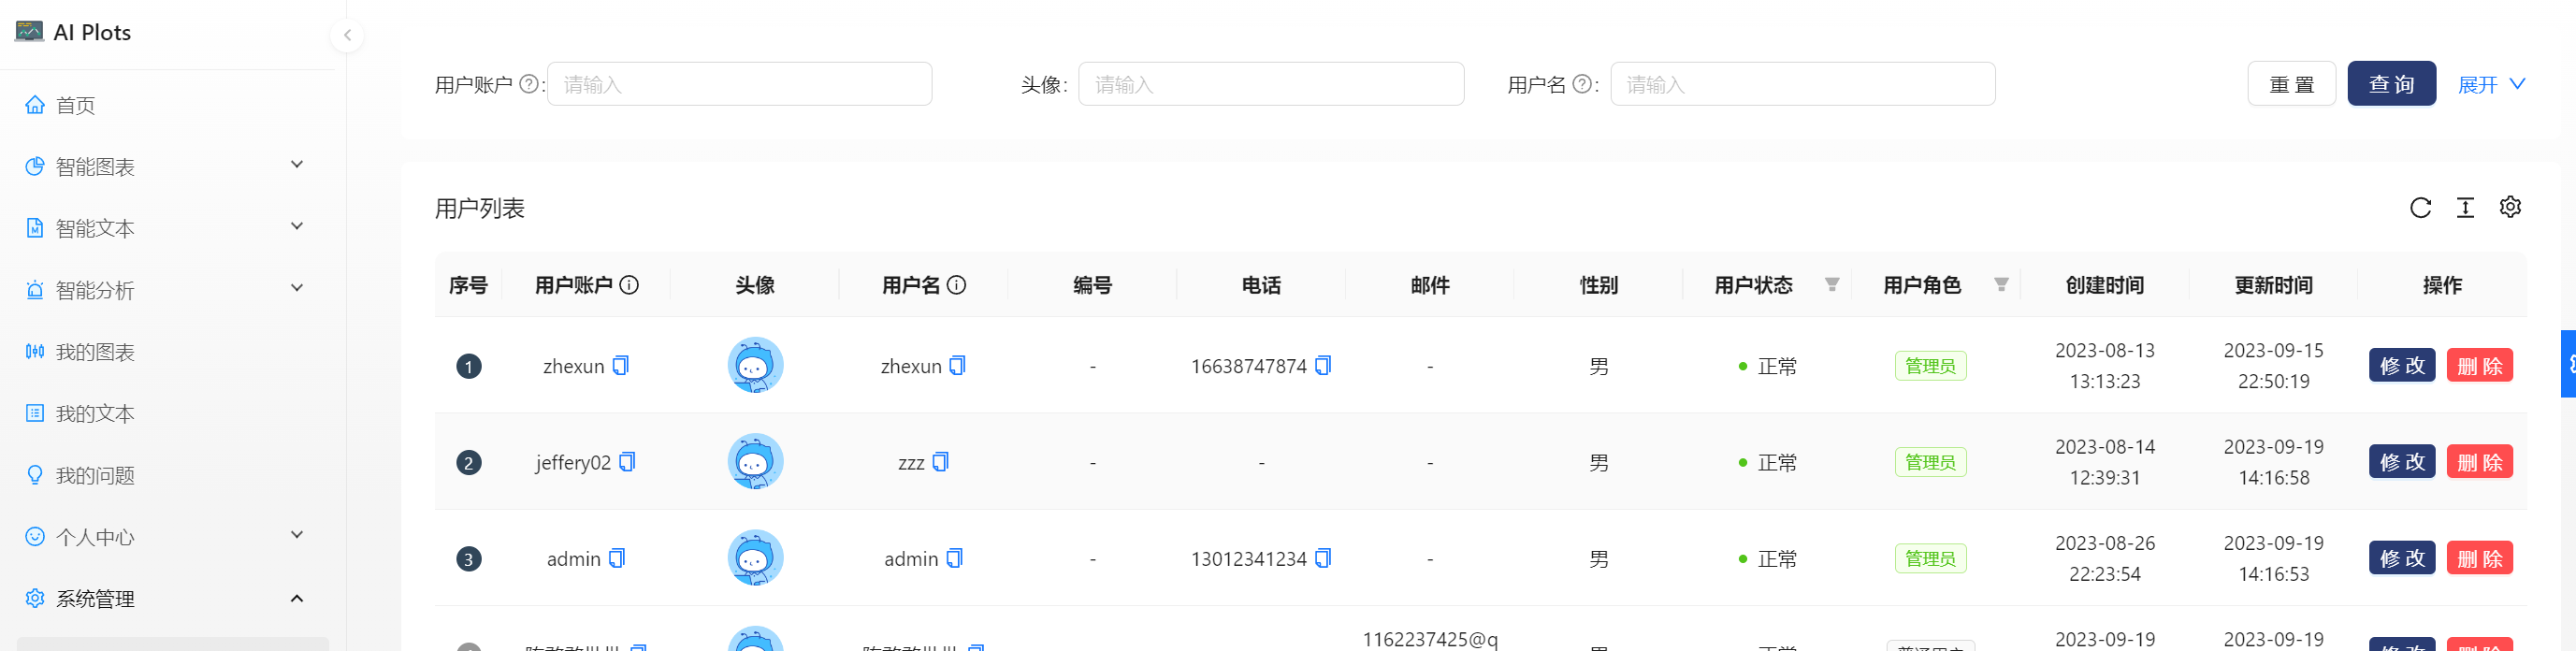 AI Plots
首页
智能图表
智能文本
智能分析
我的图表
我的文本
我的问题
个人中心
系统管理
用户账户 : 请输入 头像: 请输入 用户名 : 请输入 重置 查询 展开
用户列表
序号 用户账户 头像 用户名 编号 电话 邮件 性别 用户状态 用户角色 创建时间 更新时间 操作
1 zhexun zhexun - 16638747874 - 男 正常 管理员 2023-08-13 13:13:23 2023-09-15 22:50:19 修改 删除
2 jeffery02 zzz - - - 男 正常 管理员 2023-08-14 12:39:31 2023-09-19 14:16:58 修改 删除
3 admin admin - 13012341234 - 男 正常 管理员 2023-08-26 22:23:54 2023-09-19 14:16:53 修改 删除
1162237425@q 2023-09-19 2023-09-19 修改 删除